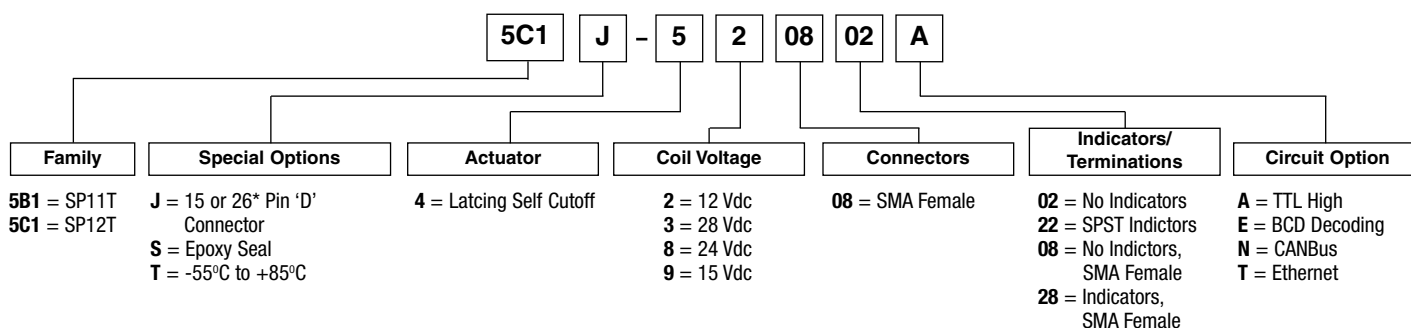 5C1 J – 5 2 08 02 A
Family
5B1 = SP11T
5C1 = SP12T
Special Options
J = 15 or 26* Pin ‘D’
Connector
S = Epoxy Seal
T = -55⁰C to +85⁰C
Actuator
4 = Latcing Self Cutoff
Coil Voltage
2 = 12 Vdc
3 = 28 Vdc
8 = 24 Vdc
9 = 15 Vdc
Connectors
08 = SMA Female
Indicators/
Terminations
02 = No Indicators
22 = SPST Indictors
08 = No Indictors,
SMA Female
28 = Indicators,
SMA Female
Circuit Option
A = TTL High
E = BCD Decoding
N = CANBus
T = Ethernet